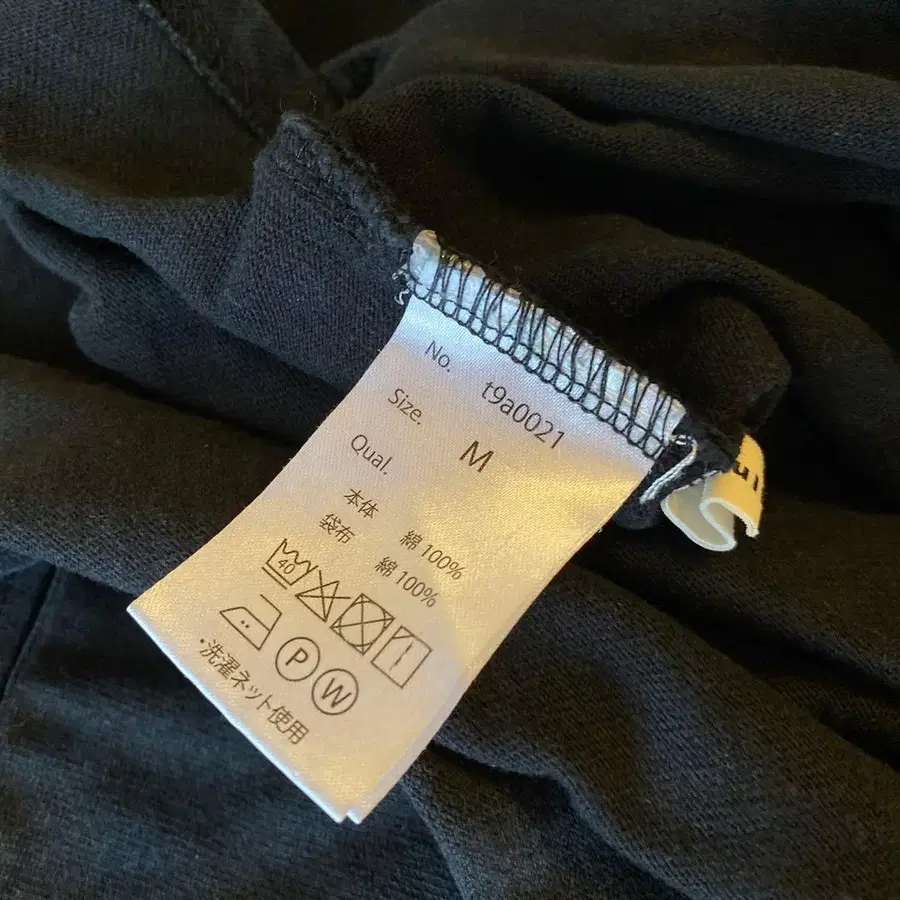 No. t9a0021
Size. M
Qual.
本体 綿 100%
袋布 綿 100%
40
P W
・洗濯ネット使用